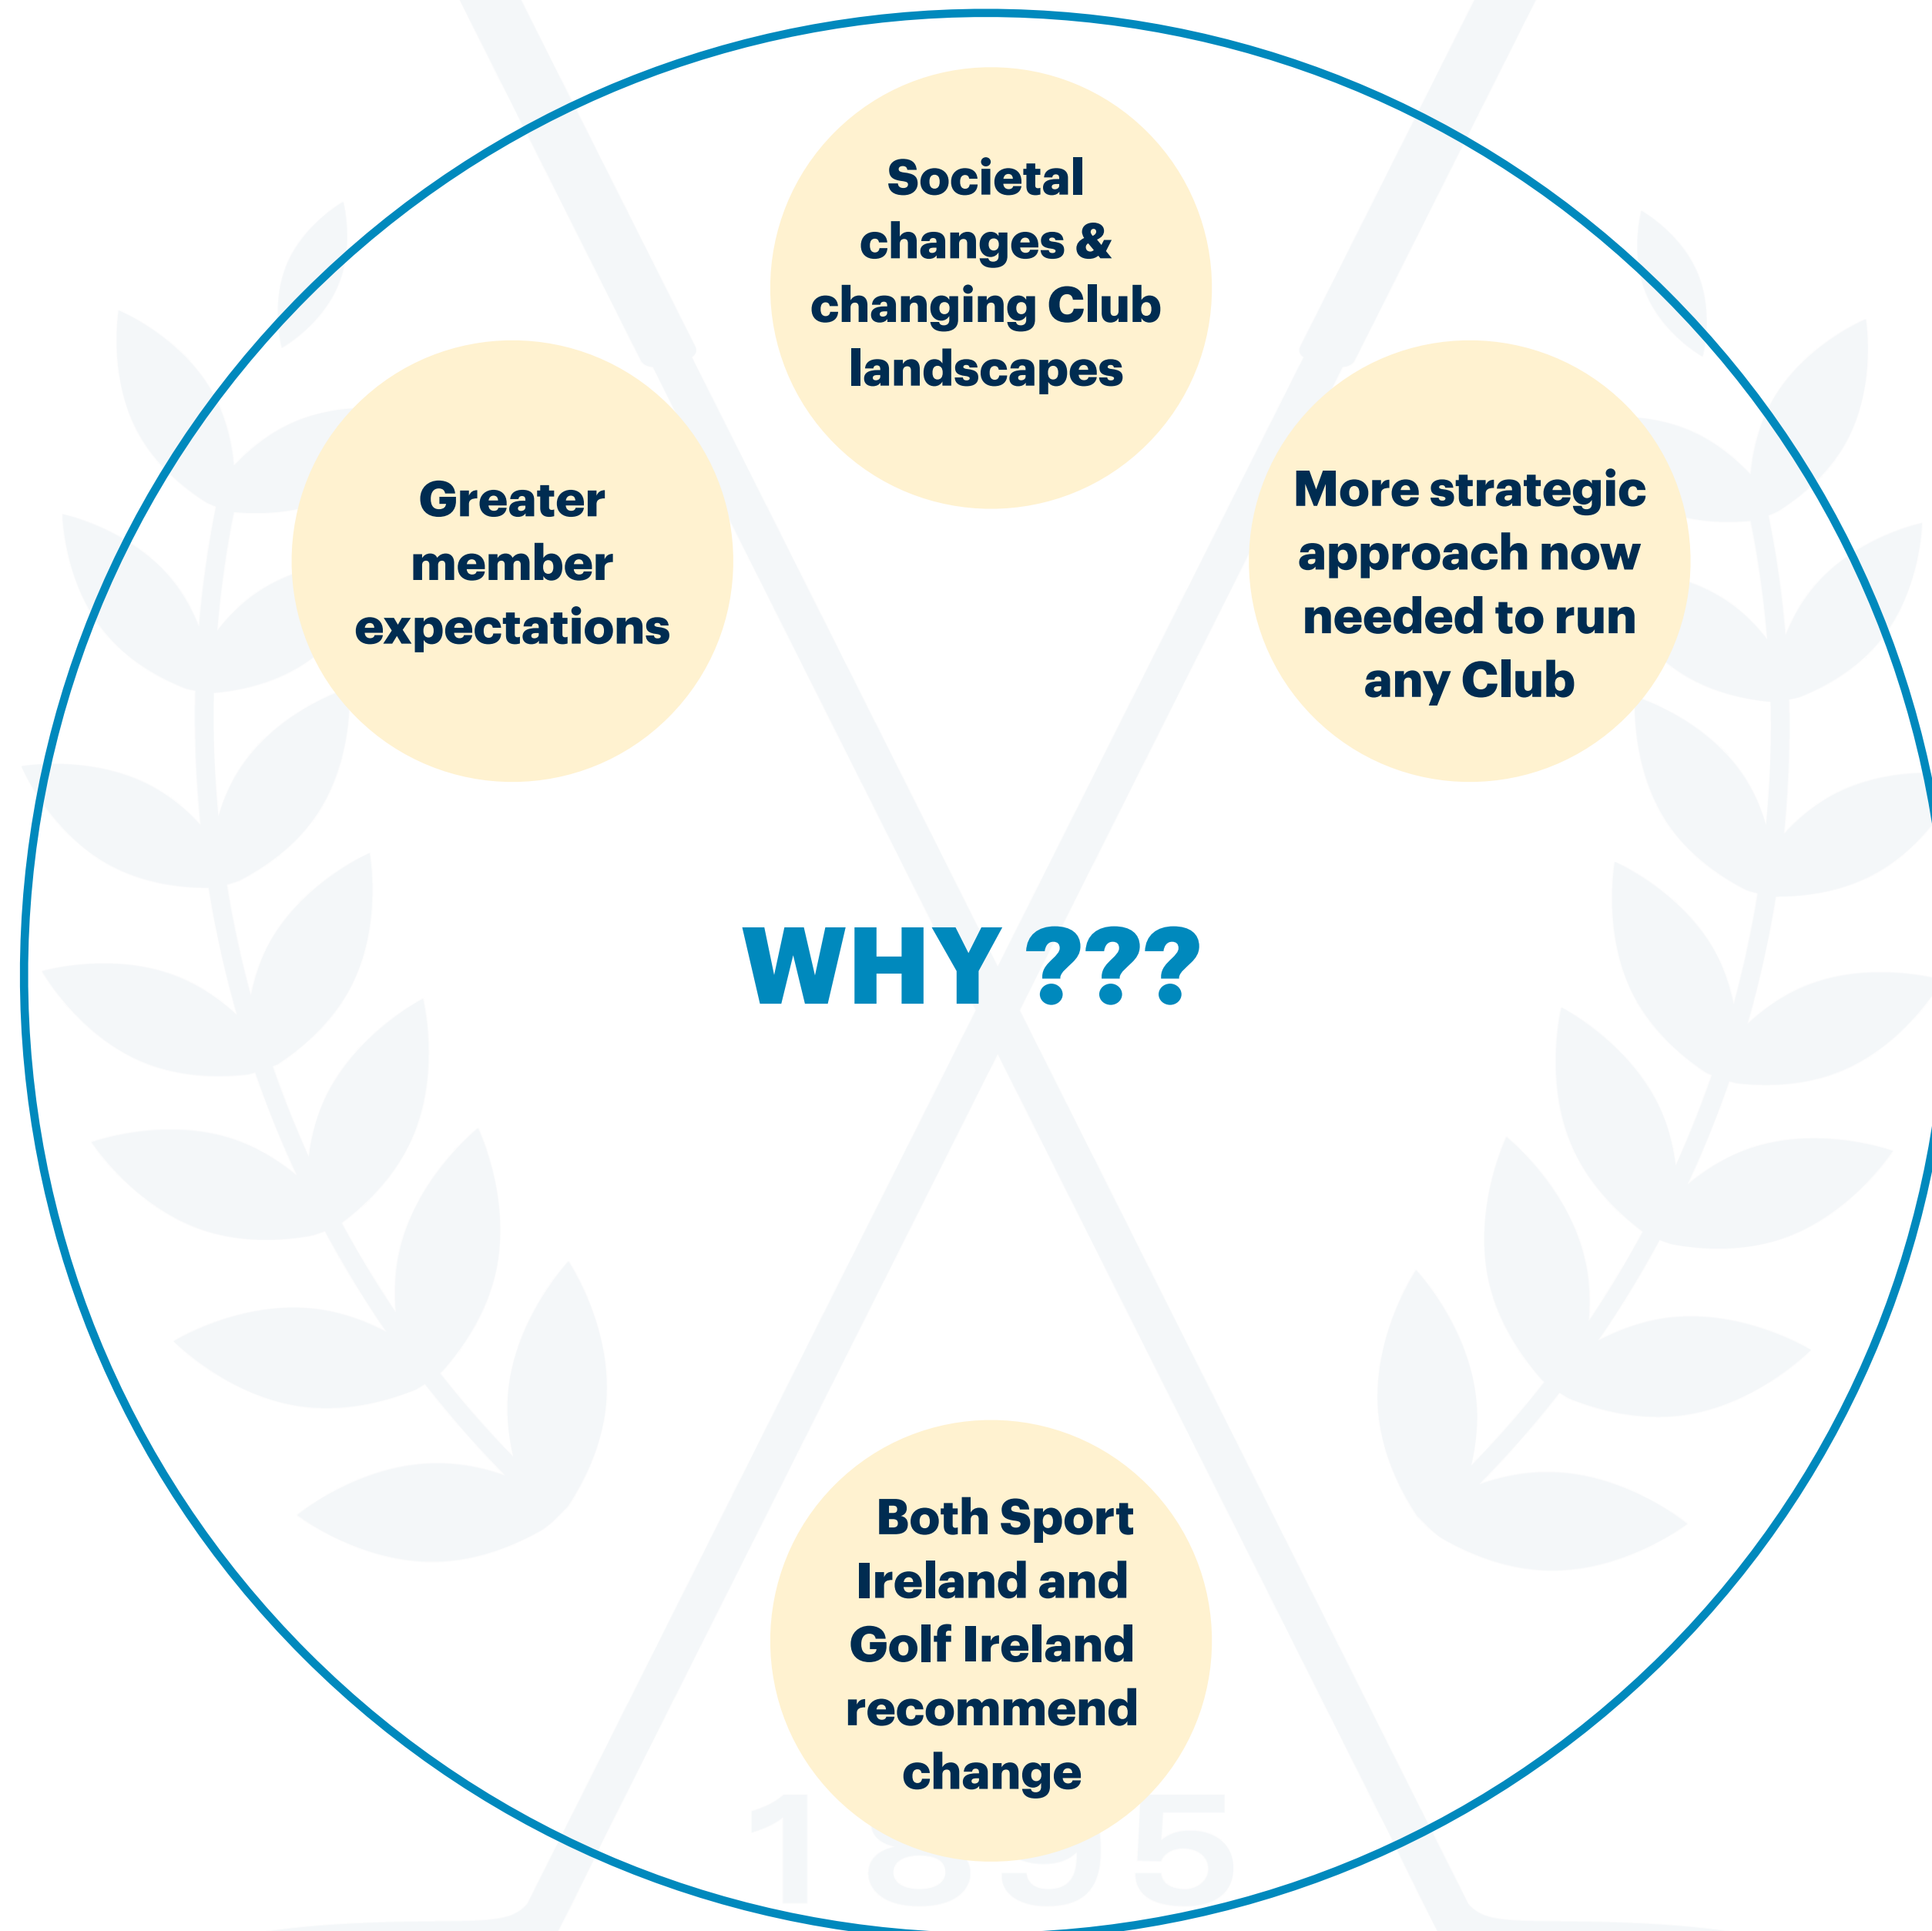 Societal
changes &
changing Club
landscapes
Greater
member
expectations
More strategic
approach now
needed to run
any Club
WHY ???
Both Sport
Ireland and
Golf Ireland
recommend
change
1895